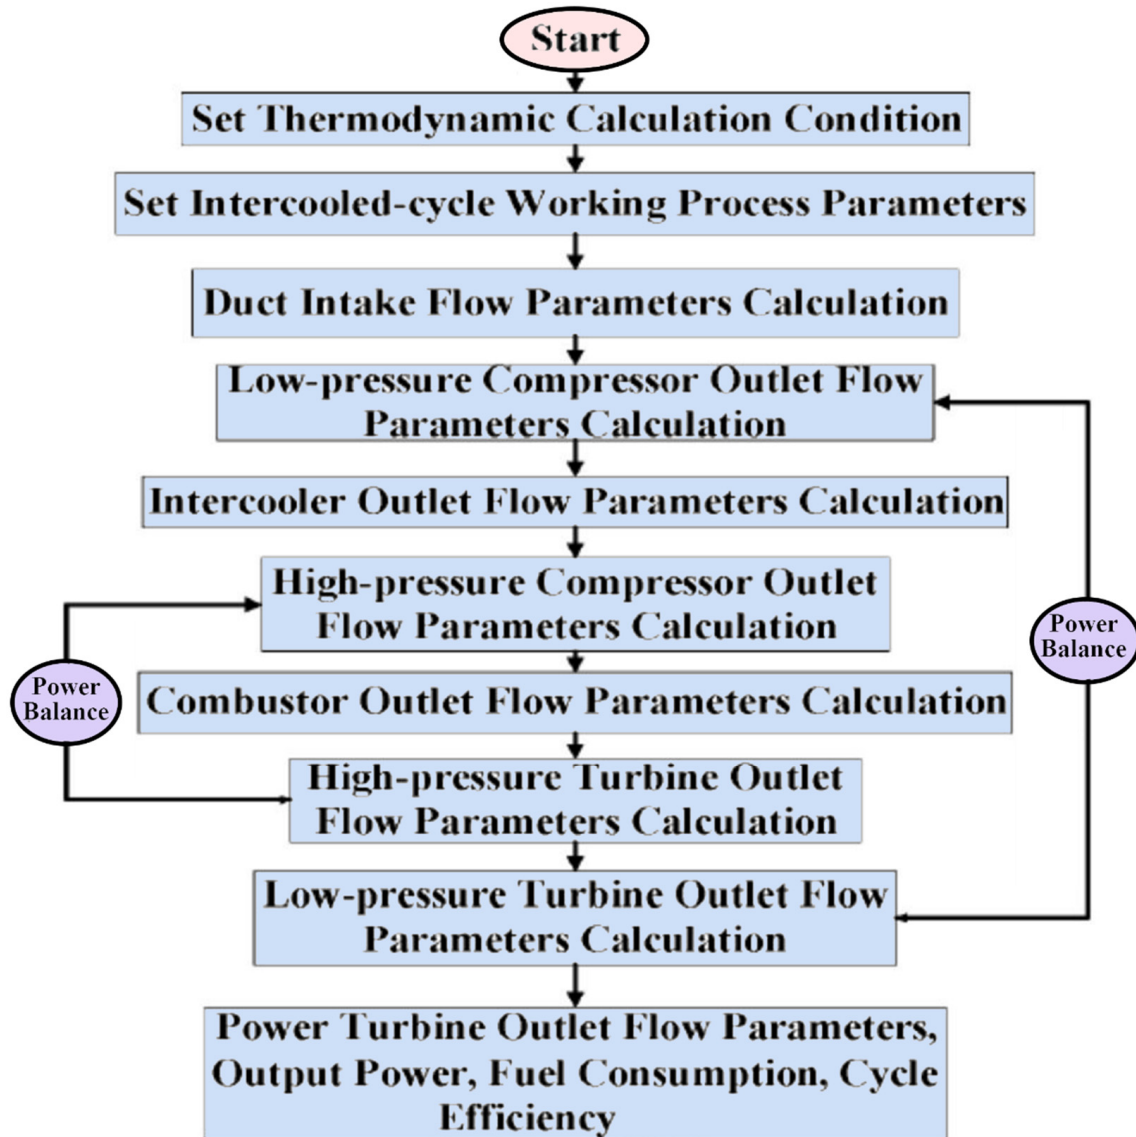 Start
Set Thermodynamic Calculation Condition
Set Intercooled-cycle Working Process Parameters
Duct Intake Flow Parameters Calculation
Low-pressure Compressor Outlet Flow
Parameters Calculation
Intercooler Outlet Flow Parameters Calculation
High-pressure Compressor Outlet
Flow Parameters Calculation
Power
Balance
Power
Balance
Combustor Outlet Flow Parameters Calculation
High-pressure Turbine Outlet
Flow Parameters Calculation
Low-pressure Turbine Outlet Flow
Parameters Calculation
Power Turbine Outlet Flow Parameters,
Output Power, Fuel Consumption, Cycle
Efficiency